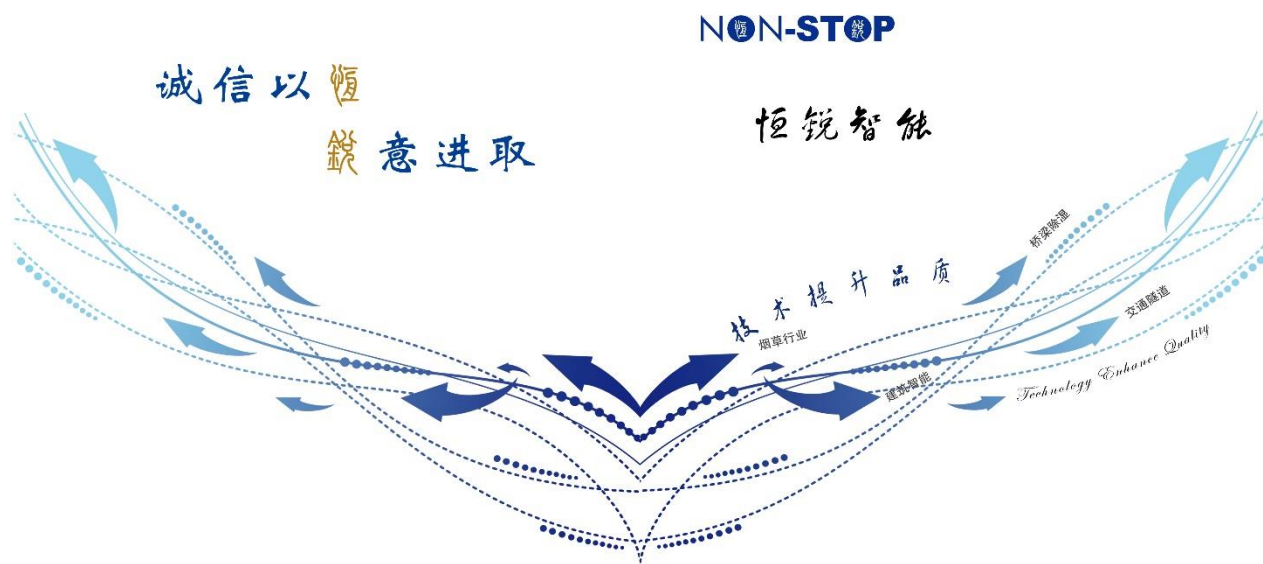 NON-STOP
诚信以恒
锐意进取
恒锐智能
技术提升品质
桥梁除湿
交通隧道
烟草行业
建筑智能
Technology Enhance Quality